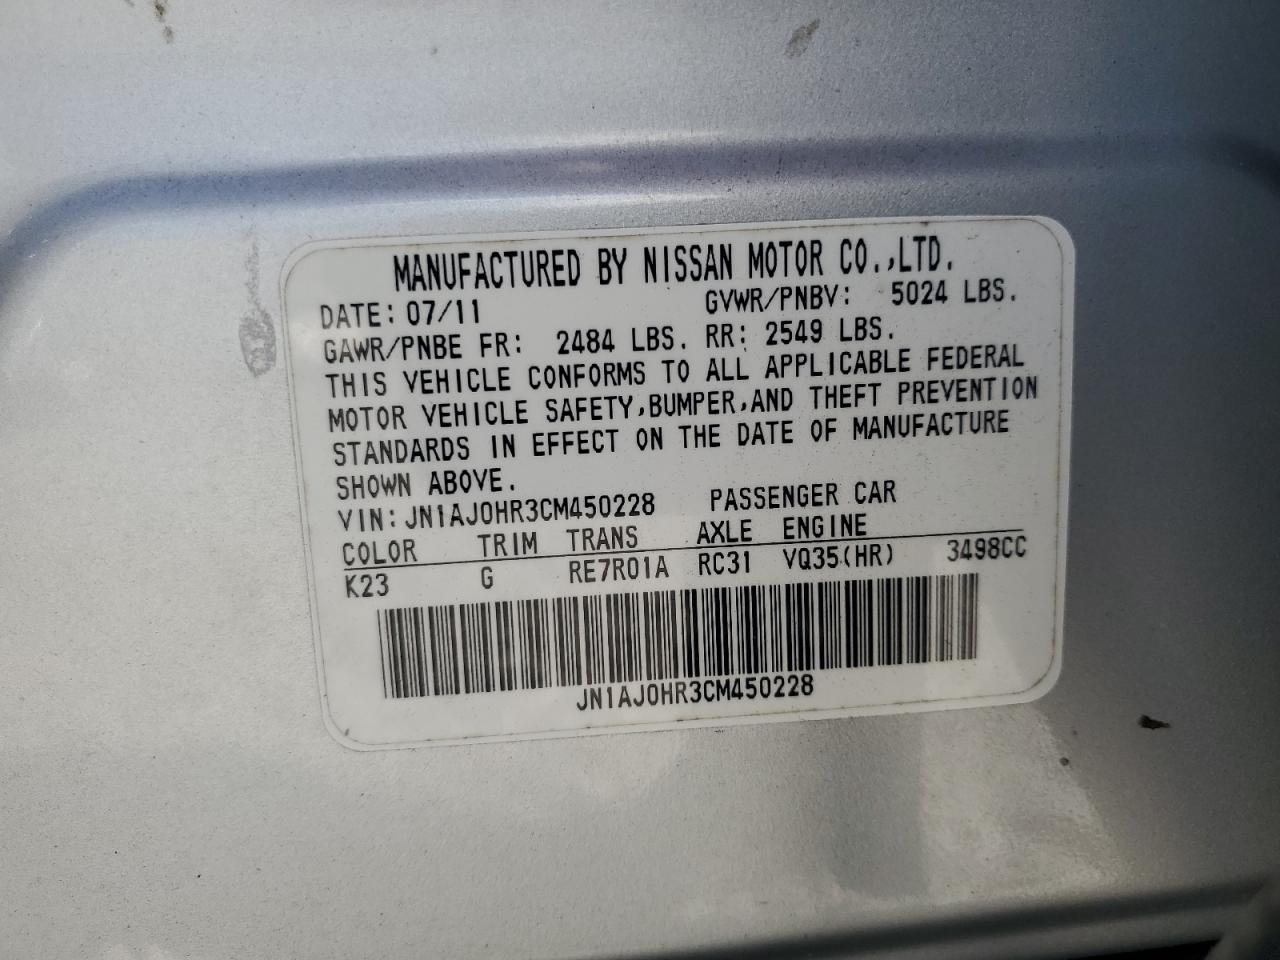 MANUFACTURED BY NISSAN MOTOR CO.,LTD.
DATE: 07/11 GVWR/PNBV: 5024 LBS.
GAWR/PNBE FR: 2484 LBS. RR: 2549 LBS.
THIS VEHICLE CONFORMS TO ALL APPLICABLE FEDERAL
MOTOR VEHICLE SAFETY,BUMPER,AND THEFT PREVENTION
STANDARDS IN EFFECT ON THE DATE OF MANUFACTURE
SHOWN ABOVE.
VIN: JN1AJ0HR3CM450228 PASSENGER CAR
COLOR TRIM TRANS AXLE ENGINE
K23 G RE7R01A RC31 VQ35(HR) 3498CC
JN1AJ0HR3CM450228